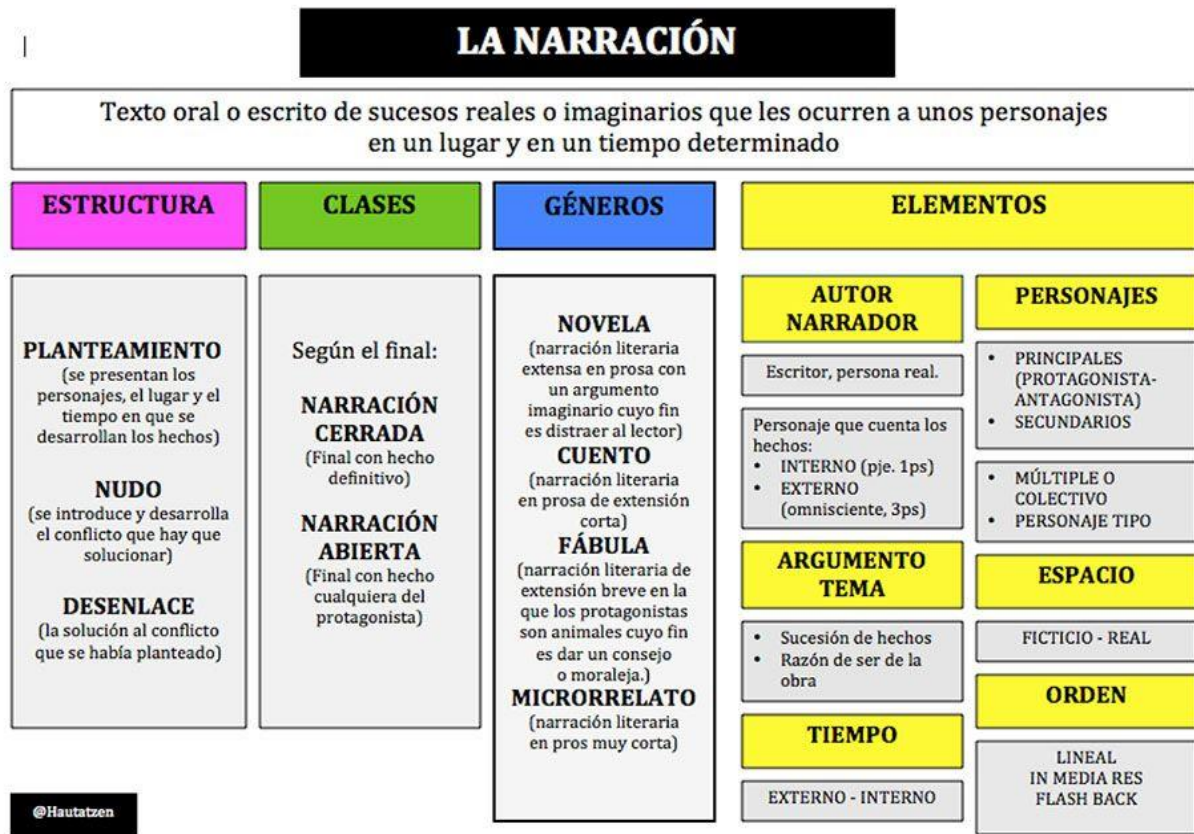 LA NARRACIÓN
Texto oral o escrito de sucesos reales o imaginarios que les ocurren a unos personajes
en un lugar y en un tiempo determinado
ESTRUCTURA
PLANTEAMIENTO
(se presentan los
personajes, el lugar y el
tiempo en que se
desarrollan los hechos)
NUDO
(se introduce y desarrolla
el conflicto que hay que
solucionar)
DESENLACE
(la solución al conflicto
que se había planteado)
CLASES
Según el final:
NARRACIÓN
CERRADA
(Final con hecho
definitivo)
NARRACIÓN
ABIERTA
(Final con hecho
cualquiera del
protagonista)
GÉNEROS
NOVELA
(narración literaria
extensa en prosa con
un argumento
imaginario cuyo fin
es distraer al lector)
CUENTO
(narración literaria
en prosa de extensión
corta)
FÁBULA
(narración literaria de
extensión breve en la
que los protagonistas
son animales cuyo fin
es dar un consejo
o moraleja.)
MICRORRELATO
(narración literaria
en pros muy corta)
ELEMENTOS
AUTOR
NARRADOR
Escritor, persona real.
Personaje que cuenta los
hechos:
• INTERNO (pje. 1ps)
• EXTERNO
(omnisciente, 3ps)
ARGUMENTO
TEMA
• Sucesión de hechos
• Razón de ser de la
obra
TIEMPO
EXTERNO - INTERNO
PERSONAJES
• PRINCIPALES
(PROTAGONISTA-
ANTAGONISTA)
• SECUNDARIOS
• MÚLTIPLE O
COLECTIVO
• PERSONAJE TIPO
ESPACIO
FICTICIO - REAL
ORDEN
LINEAL
IN MEDIA RES
FLASH BACK
@Hautatzen